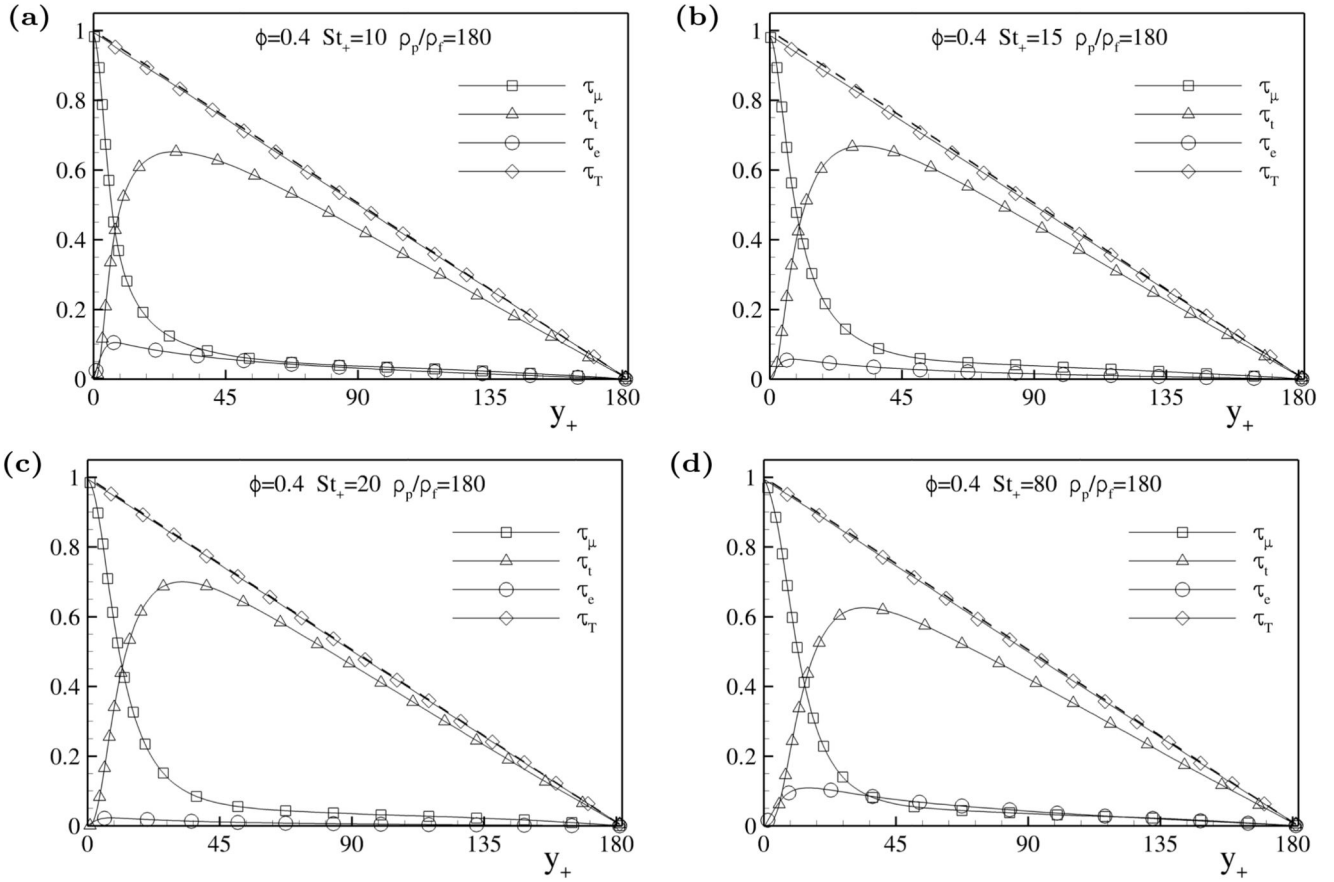 (a)
ϕ=0.4 St₊=10 ρₚ/ρf=180
τμ
τt
τe
τT
1
0.8
0.6
0.4
0.2
0
0 45 90 135 180
y₊
(b)
ϕ=0.4 St₊=15 ρₚ/ρf=180
τμ
τt
τe
τT
1
0.8
0.6
0.4
0.2
0
0 45 90 135 180
y₊
(c)
ϕ=0.4 St₊=20 ρₚ/ρf=180
τμ
τt
τe
τT
1
0.8
0.6
0.4
0.2
0
0 45 90 135 180
y₊
(d)
ϕ=0.4 St₊=80 ρₚ/ρf=180
τμ
τt
τe
τT
1
0.8
0.6
0.4
0.2
0
0 45 90 135 180
y₊